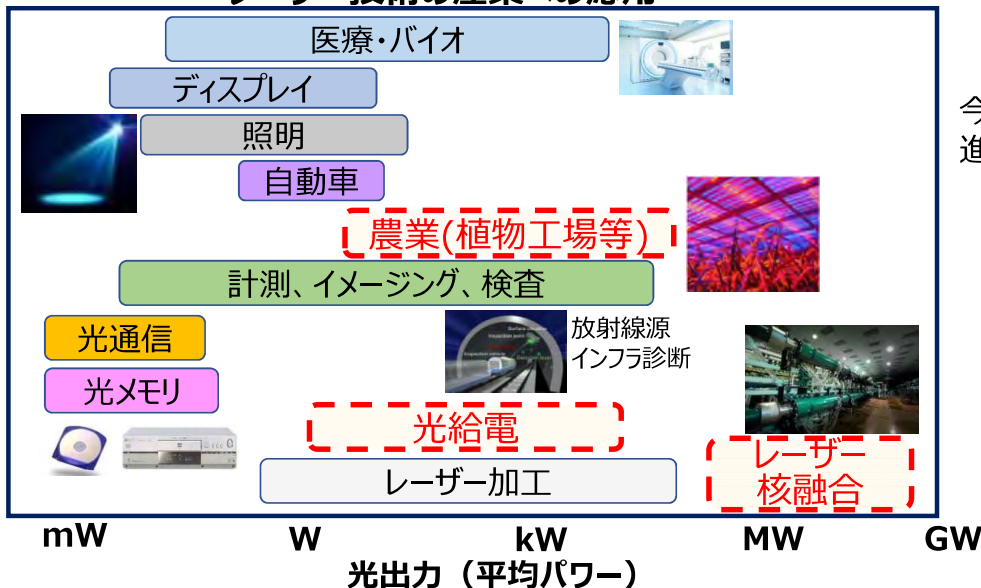 医療・バイオ
ディスプレイ
照明
自動車
農業(植物工場等)
計測、イメージング、検査
光通信
放射線源
インフラ診断
光メモリ
光給電
レーザー
核融合
レーザー加工
mW W kW MW GW
光出力（平均パワー）
今
進